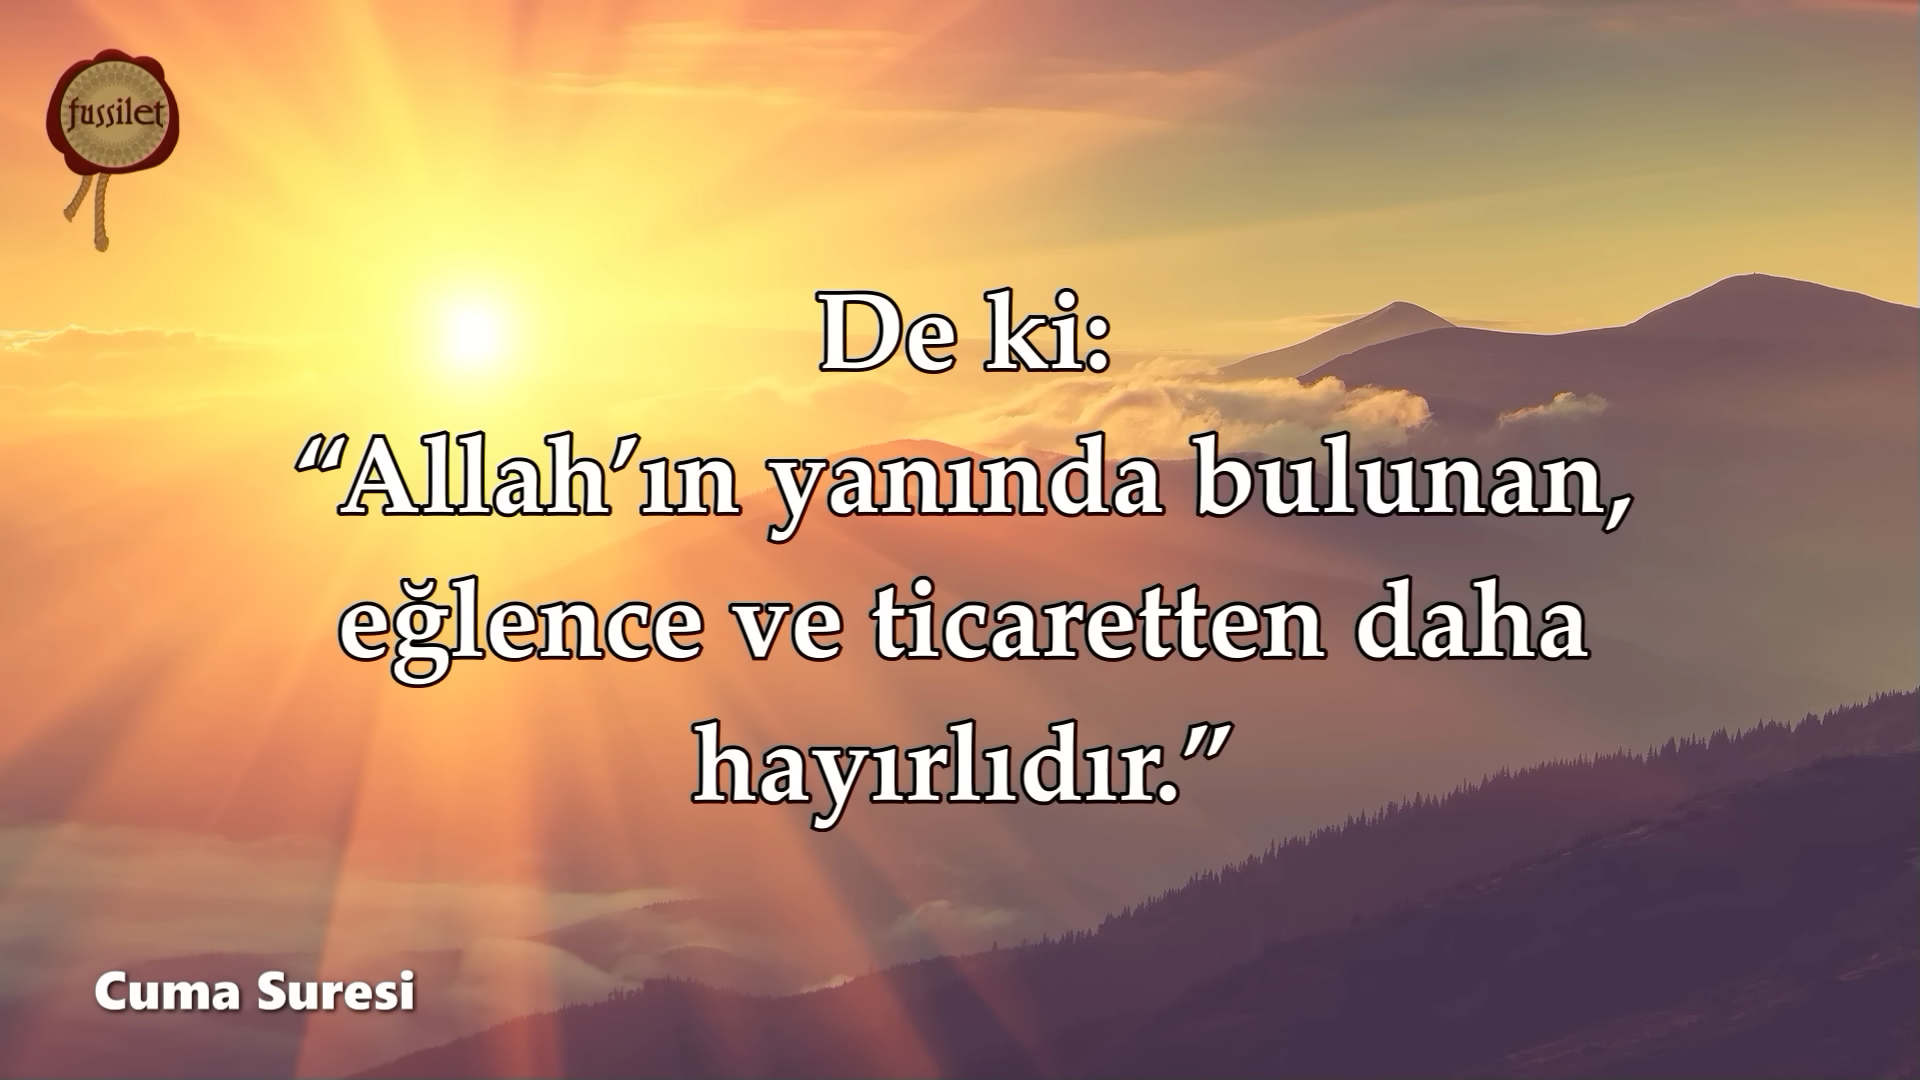 fussilet
De ki:
“Allah’ın yanında bulunan,
eğlence ve ticaretten daha
hayırlıdır.”
Cuma Suresi